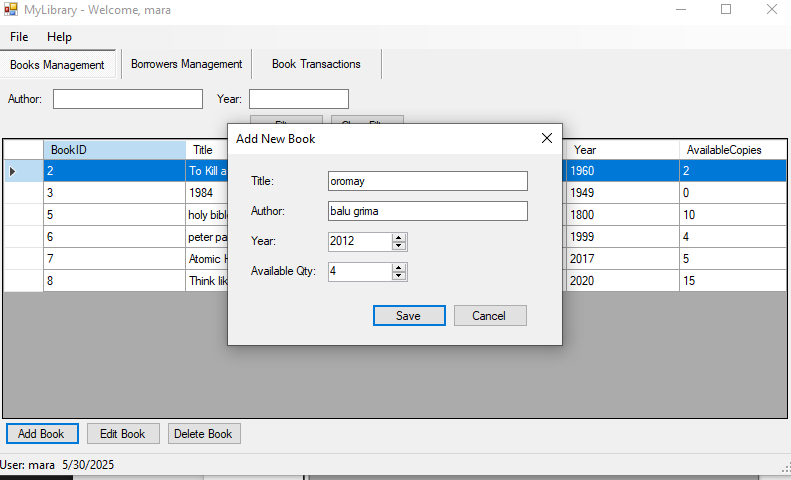 MyLibrary - Welcome, mara
File Help
Books Management Borrowers Management Book Transactions
Author: Year:
Add New Book
BookID Title Year AvailableCopies
2 To Kill a 1960 2
3 1984 1949 0
5 holy bible 1800 10
6 peter pa 1999 4
7 Atomic H 2017 5
8 Think lik 2020 15
Title: oromay
Author: balu grima
Year: 2012
Available Qty: 4
Save Cancel
Add Book Edit Book Delete Book
User: mara 5/30/2025